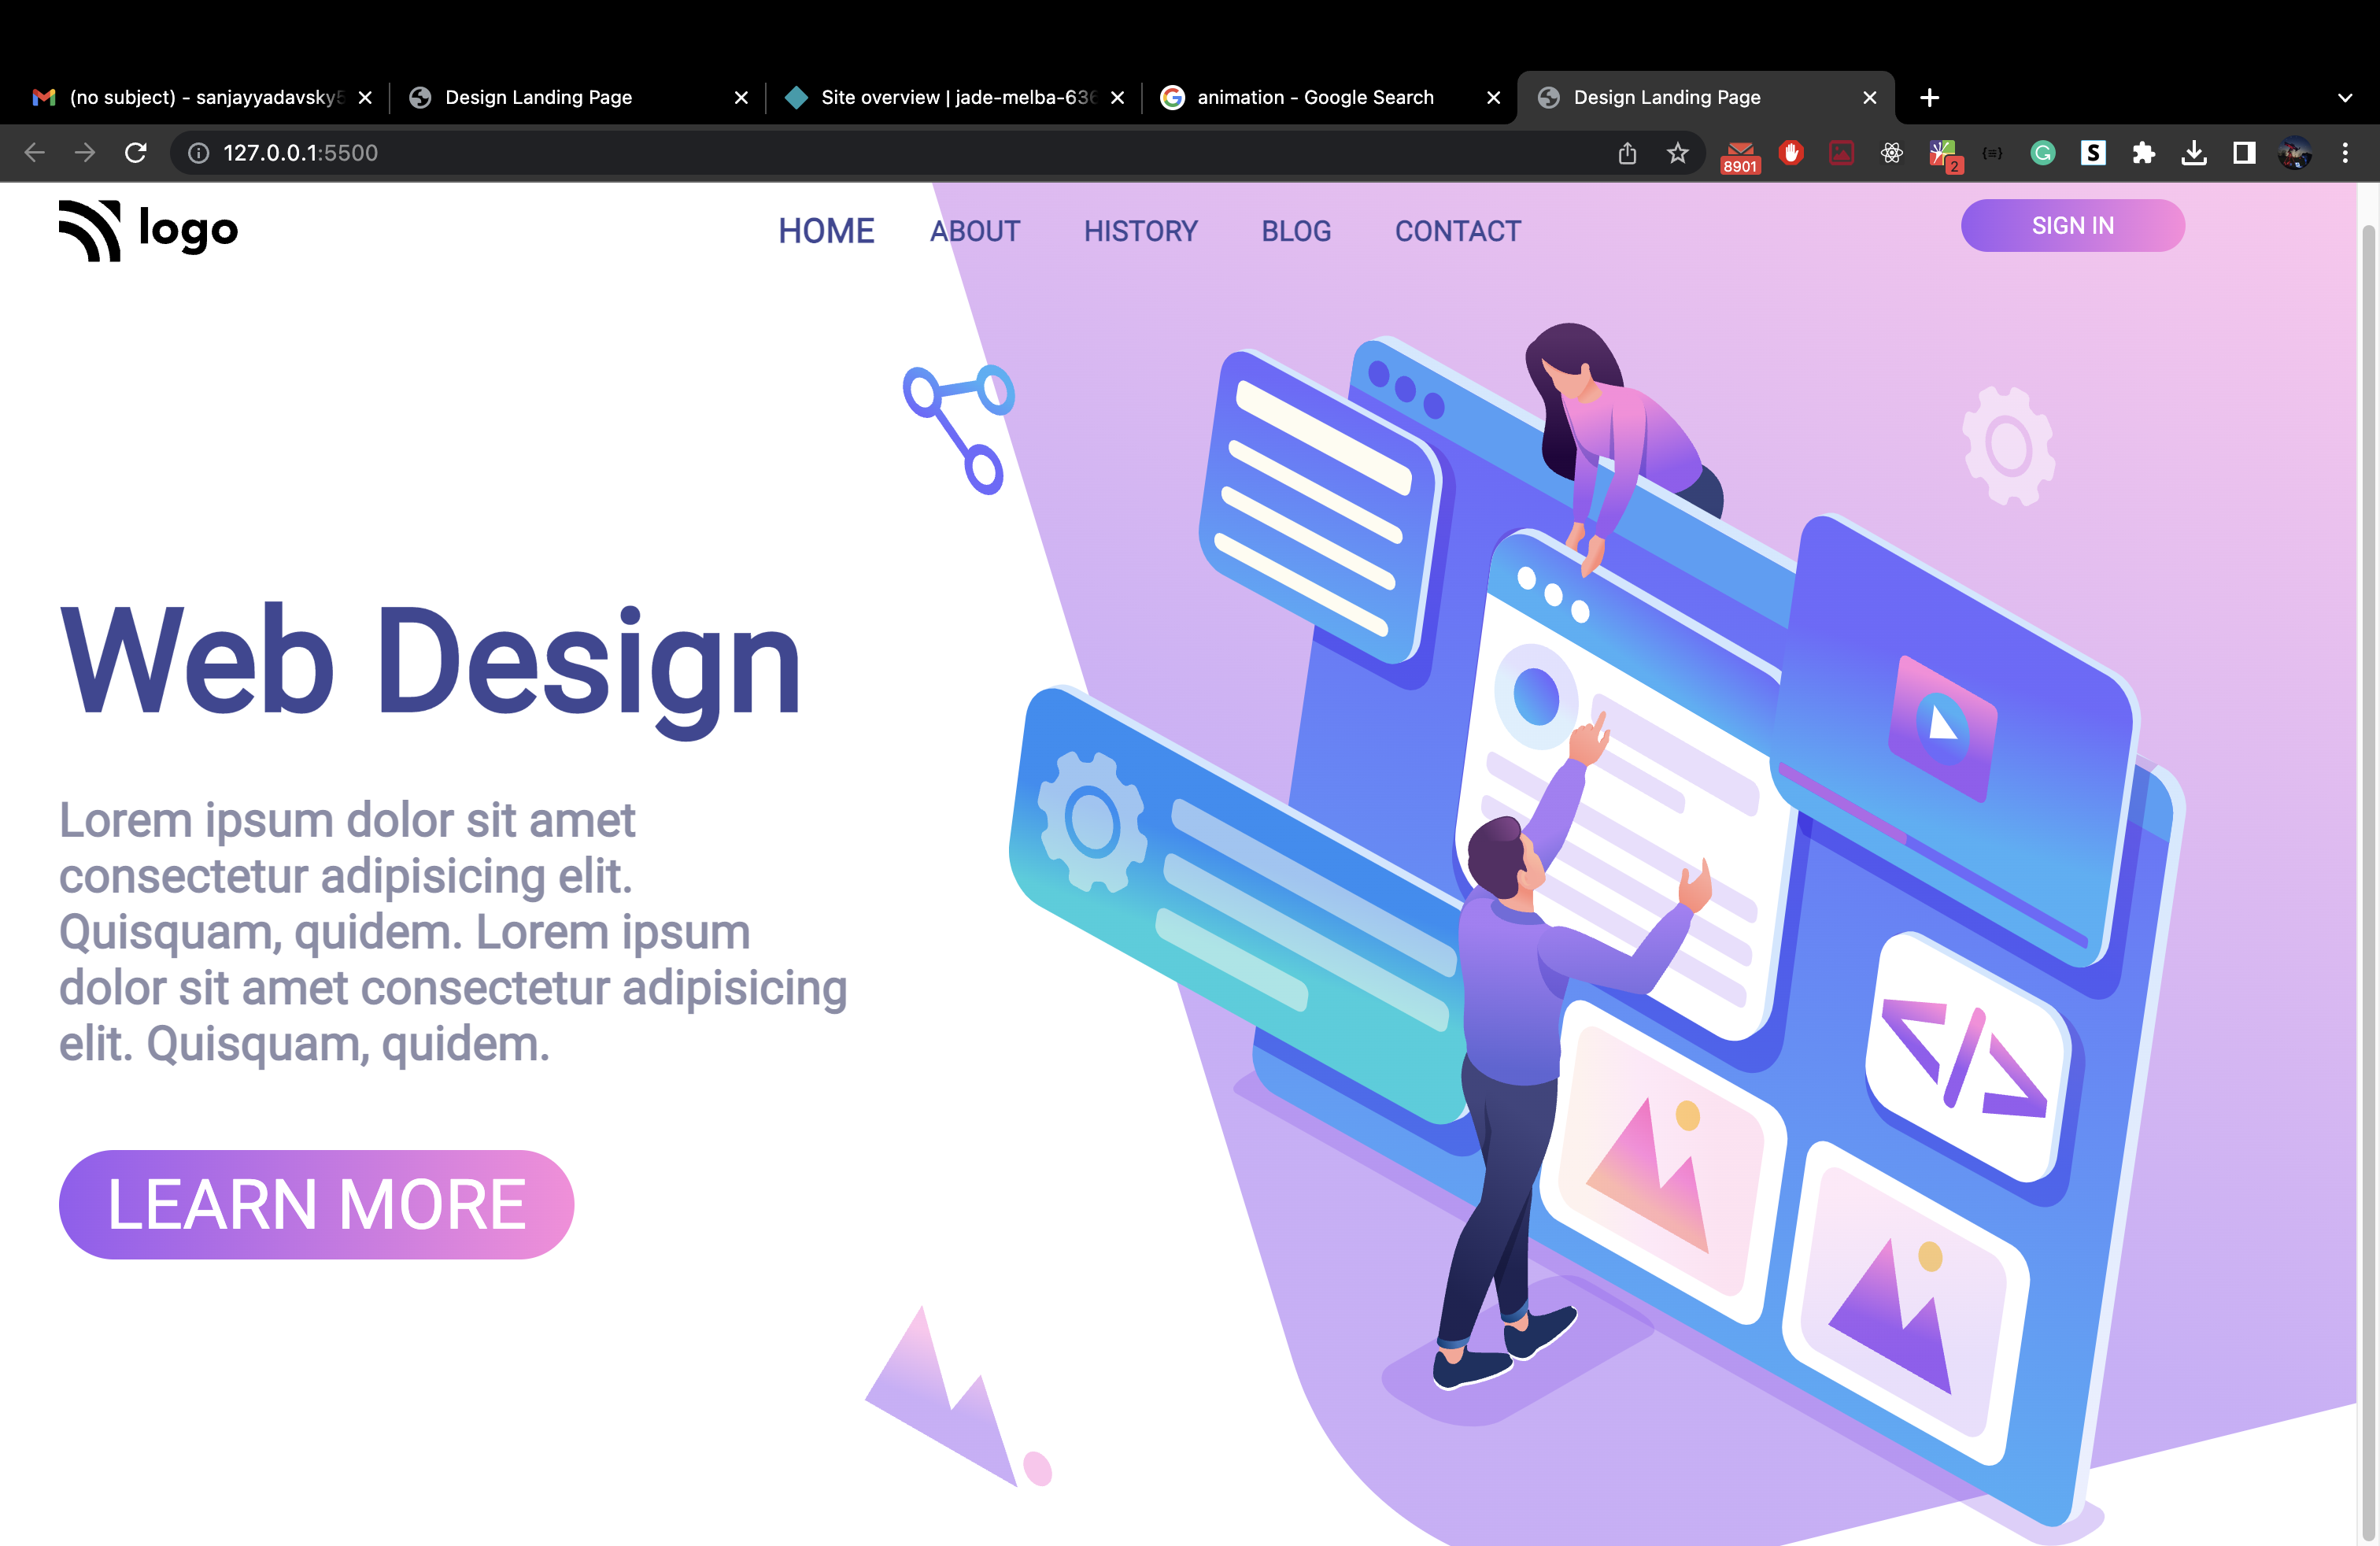 (no subject) - sanjayyadavsky5
Design Landing Page
Site overview | jade-melba-636
animation - Google Search
Design Landing Page
127.0.0.1:5500
8901
2
S
logo
HOME
ABOUT
HISTORY
BLOG
CONTACT
SIGN IN
Web Design
Lorem ipsum dolor sit amet
consectetur adipisicing elit.
Quisquam, quidem. Lorem ipsum
dolor sit amet consectetur adipisicing
elit. Quisquam, quidem.
LEARN MORE
</>